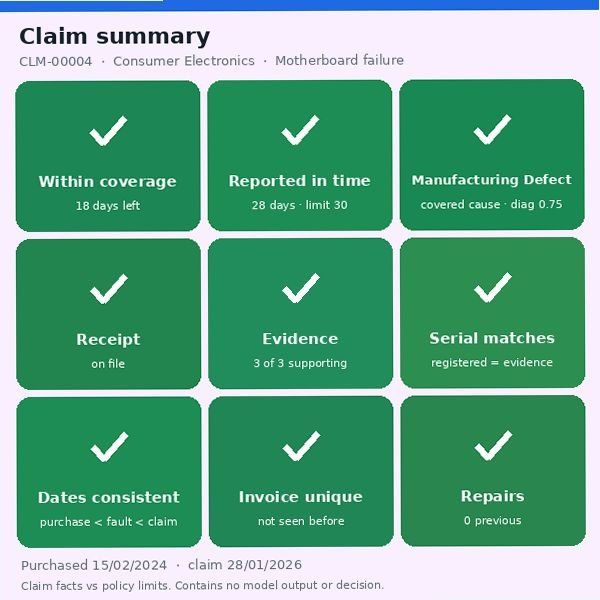 Claim summary
CLM-00004 · Consumer Electronics · Motherboard failure
Within coverage
18 days left
Reported in time
28 days · limit 30
Manufacturing Defect
covered cause · diag 0.75
Receipt
on file
Evidence
3 of 3 supporting
Serial matches
registered = evidence
Dates consistent
purchase < fault < claim
Invoice unique
not seen before
Repairs
0 previous
Purchased 15/02/2024 · claim 28/01/2026
Claim facts vs policy limits. Contains no model output or decision.